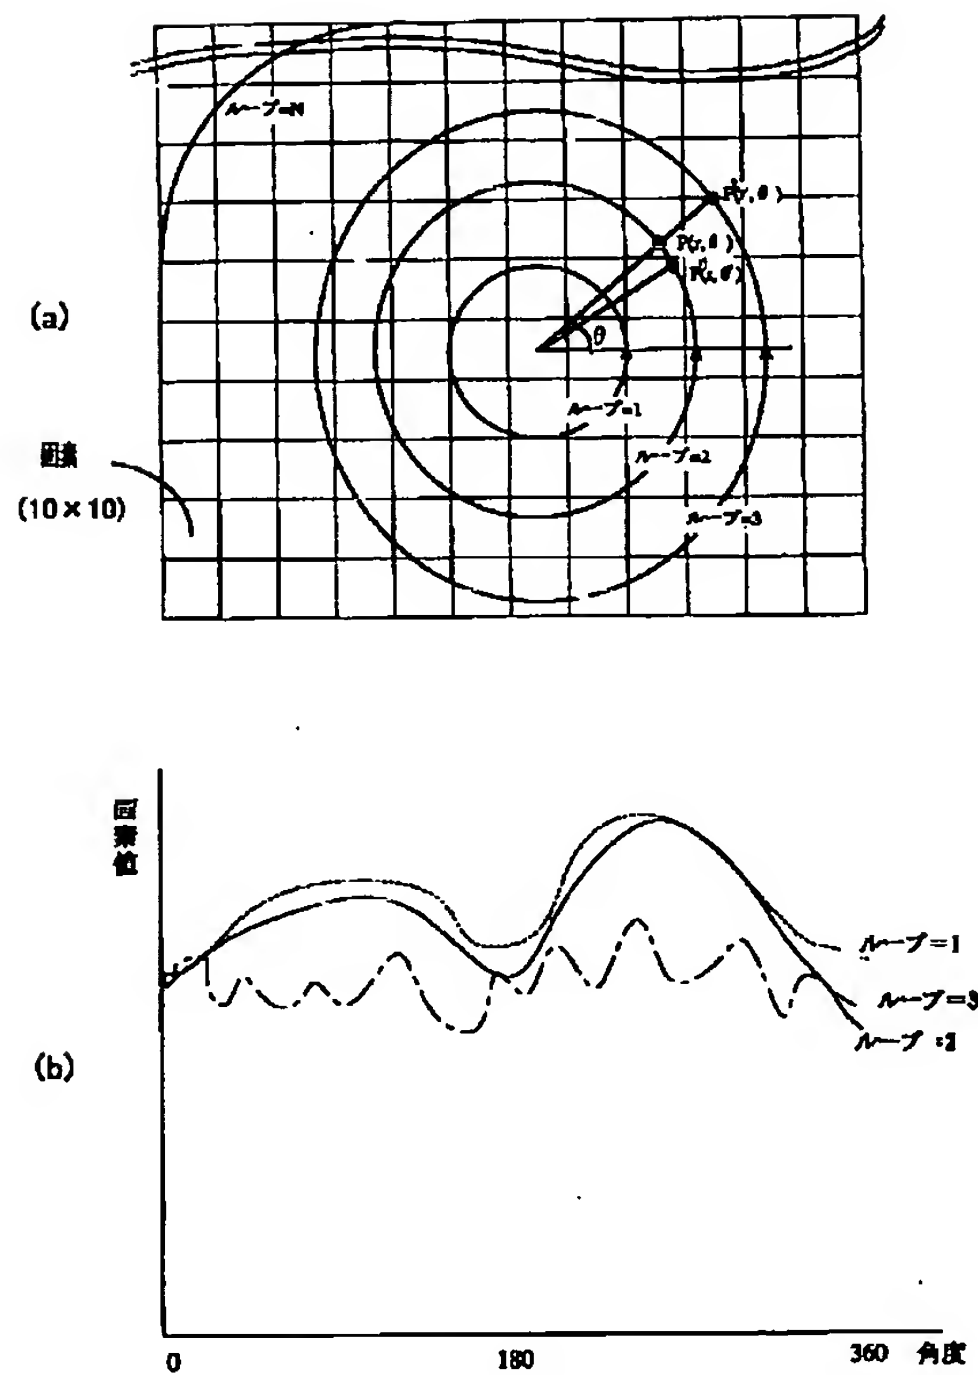 ループ=N
P(r, θ)
(a)
θ
ループ=1
ループ=2
ループ=3
画素
(10×10)
画素値
ループ=1
ループ=3
ループ=2
(b)
0
180
360
角度